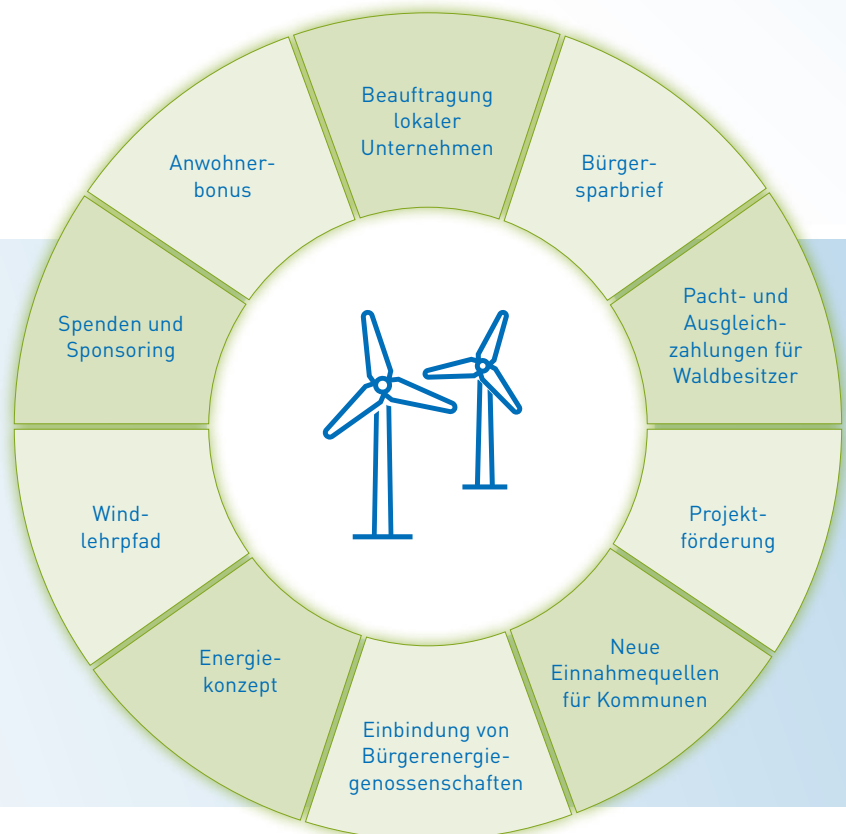 Beauftragung
lokaler
Unternehmen
Bürger-
sparbrief
Pacht- und
Ausgleich-
zahlungen für
Waldbesitzer
Projekt-
förderung
Neue
Einnahmequellen
für Kommunen
Einbindung von
Bürgerenergie-
genossenschaften
Energie-
konzept
Wind-
lehrpfad
Spenden und
Sponsoring
Anwohner-
bonus